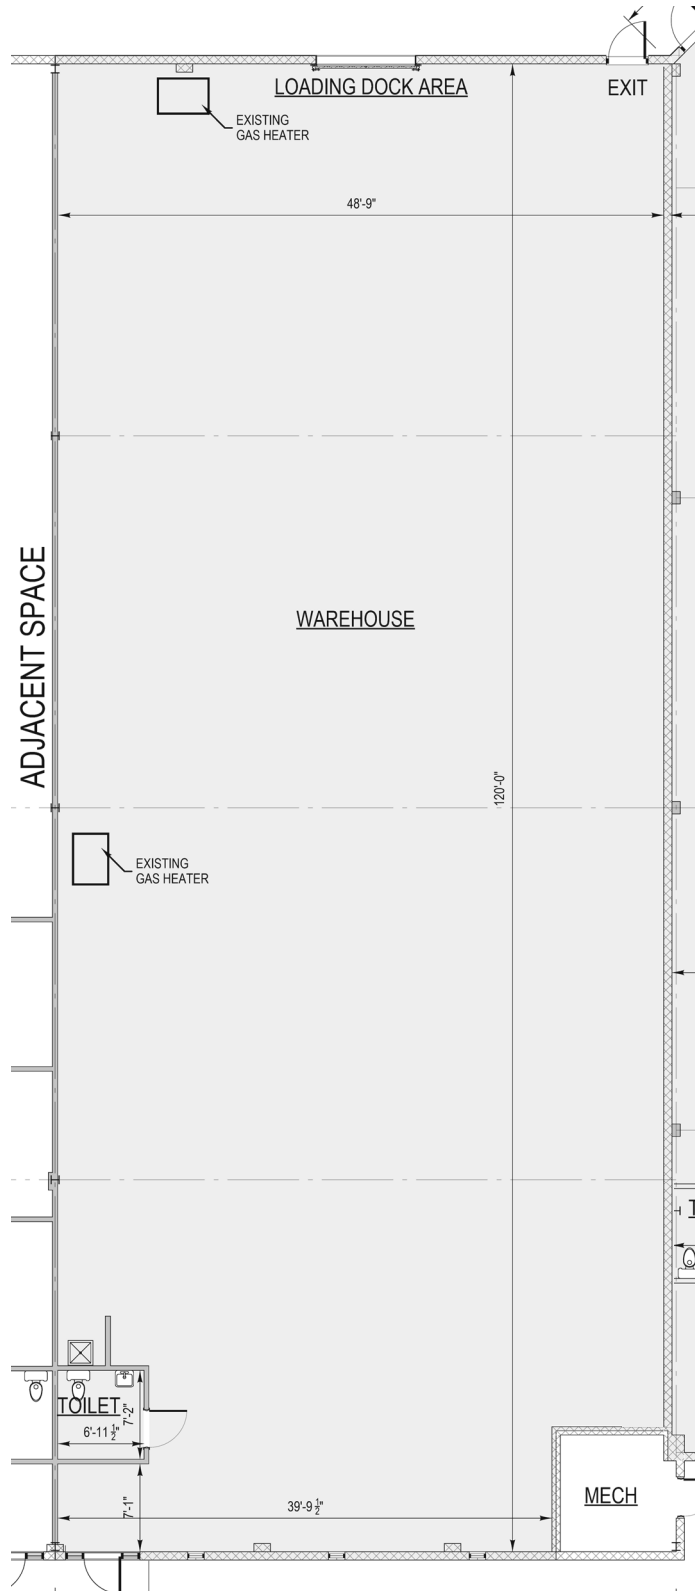 LOADING DOCK AREA
EXIT
EXISTING
GAS HEATER
48'-9"
ADJACENT SPACE
WAREHOUSE
120'-0"
EXISTING
GAS HEATER
TOILET
7'-2"
6'-11 1/2"
7'-1"
39'-9 1/2"
MECH